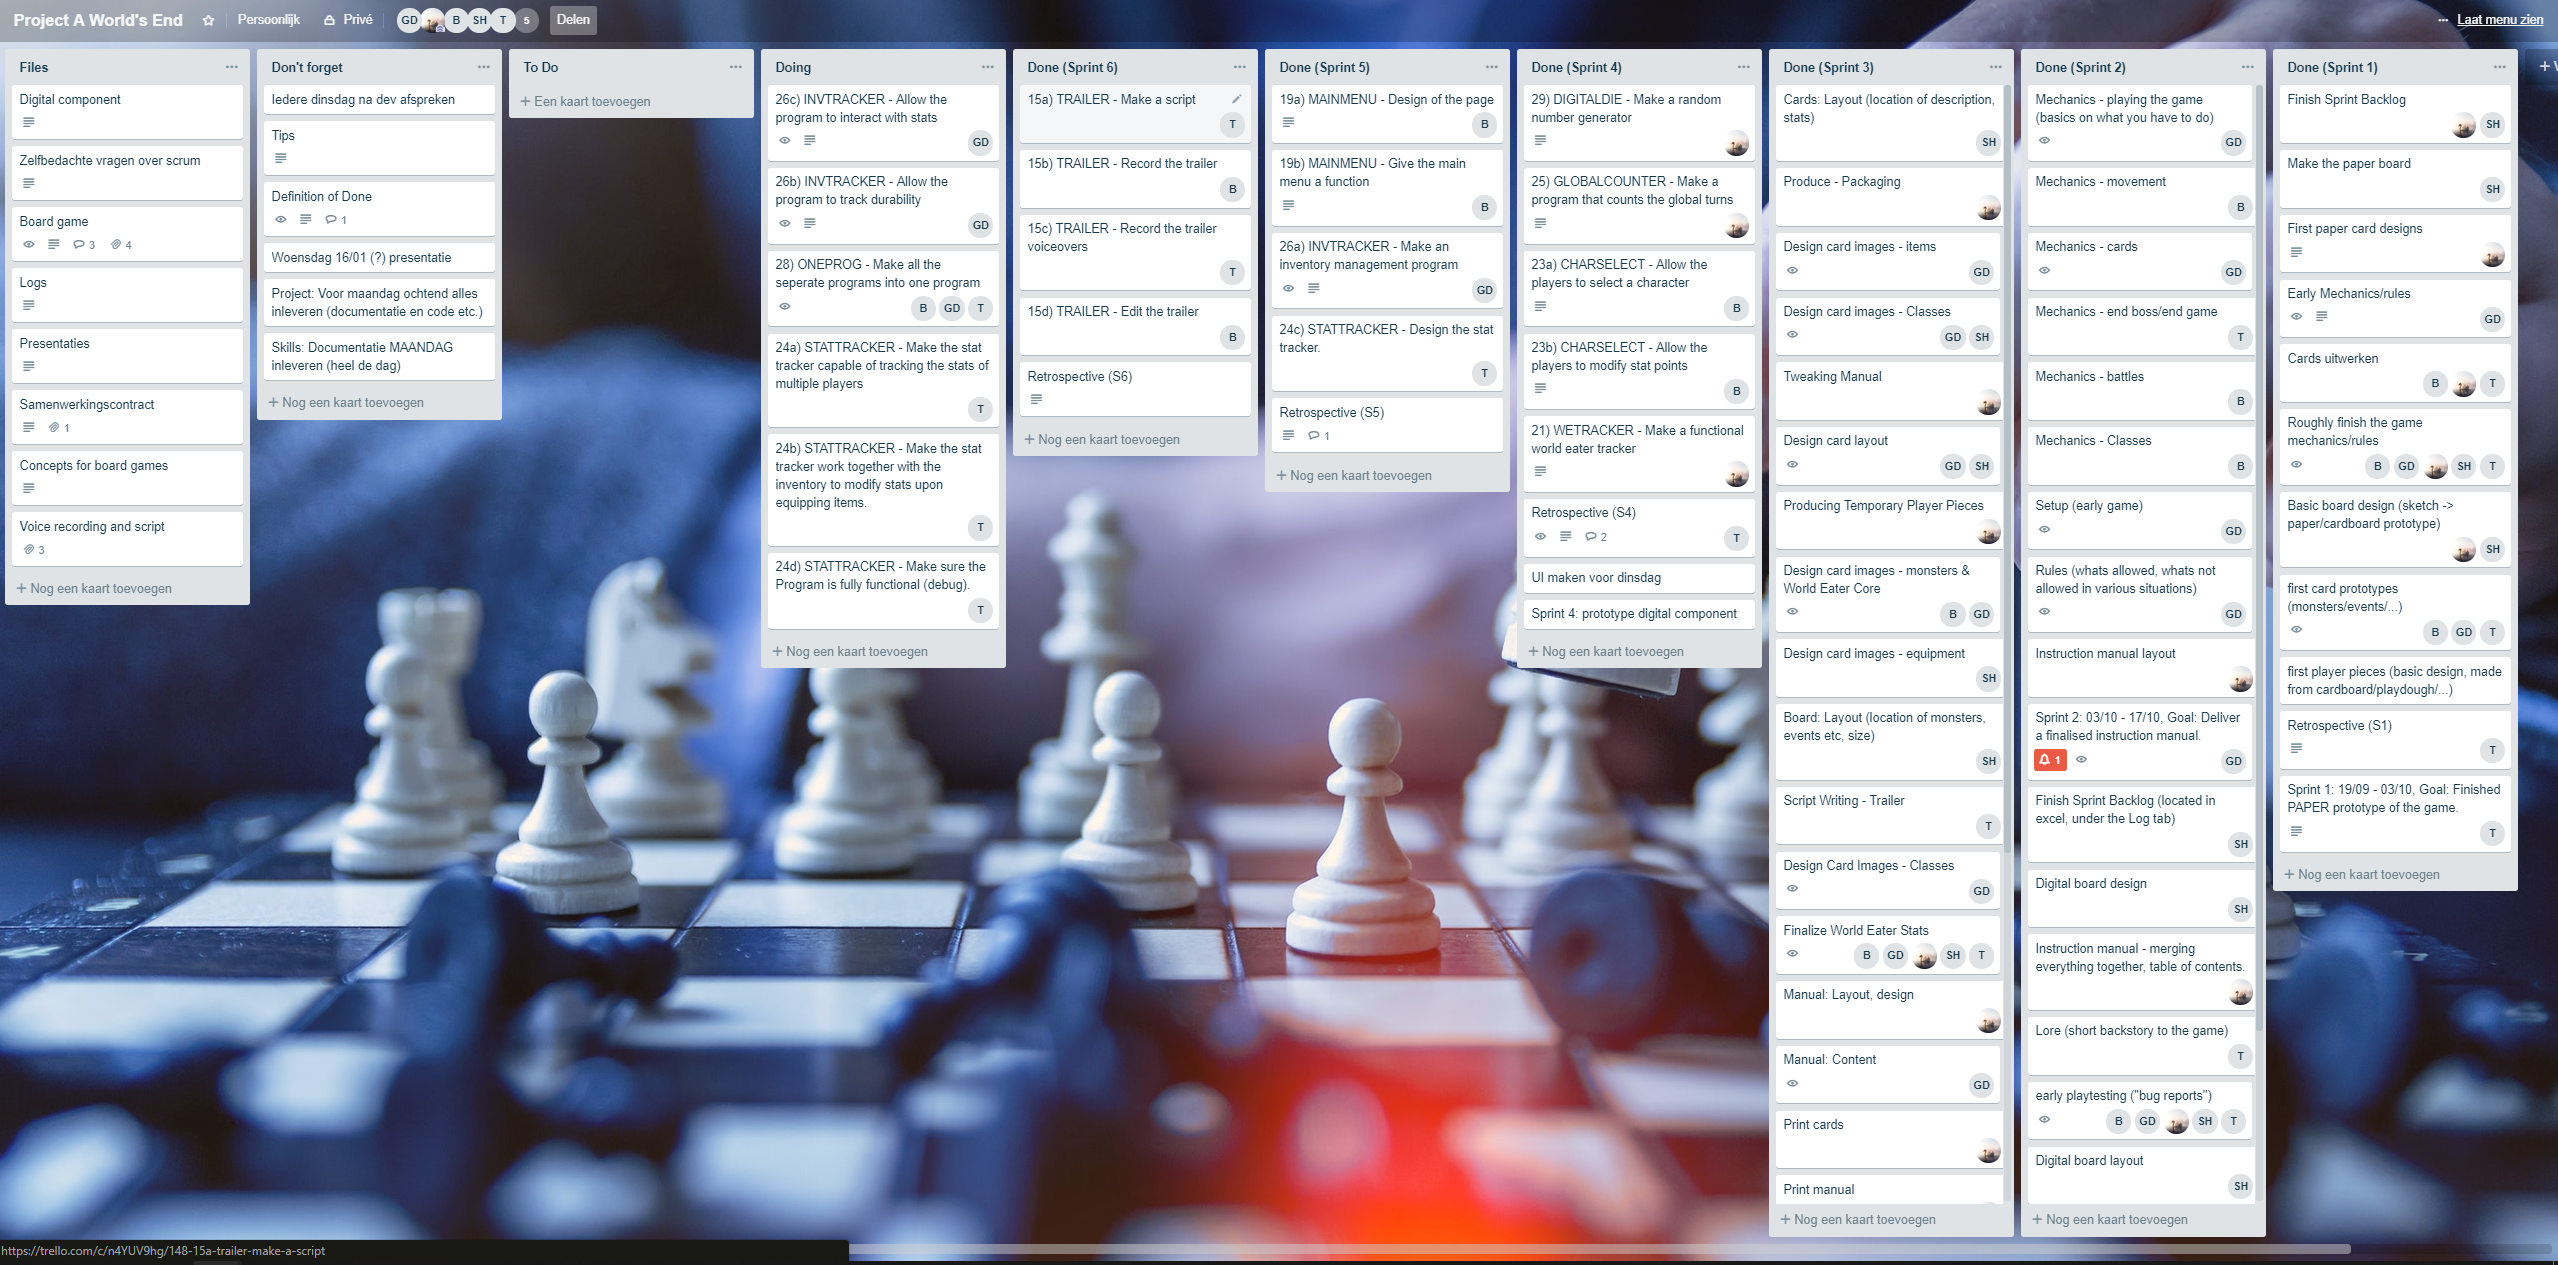 Project A World's End
Persoonlijk
Privé
GD B SH T 5
Delen
Laat menu zien
Files
Digital component
Zelfbedachte vragen over scrum
Board game
3 4
Logs
Presentaties
Samenwerkingscontract
1
Concepts for board games
Voice recording and script
3
+ Nog een kaart toevoegen
Don't forget
Iedere dinsdag na dev afspreken
Tips
Definition of Done
1
Woensdag 16/01 (?) presentatie
Project: Voor maandag ochtend alles
inleveren (documentatie en code etc.)
Skills: Documentatie MAANDAG
inleveren (heel de dag)
+ Nog een kaart toevoegen
To Do
+ Een kaart toevoegen
Doing
26c) INVTRACKER - Allow the
program to interact with stats
GD
26b) INVTRACKER - Allow the
program to track durability
GD
28) ONEPROG - Make all the
seperate programs into one program
B GD T
24a) STATTRACKER - Make the stat
tracker capable of tracking the stats of
multiple players
T
24b) STATTRACKER - Make the stat
tracker work together with the
inventory to modify stats upon
equipping items.
T
24d) STATTRACKER - Make sure the
Program is fully functional (debug).
T
+ Nog een kaart toevoegen
Done (Sprint 6)
15a) TRAILER - Make a script
T
15b) TRAILER - Record the trailer
B
15c) TRAILER - Record the trailer
voiceovers
T
15d) TRAILER - Edit the trailer
B
Retrospective (S6)
+ Nog een kaart toevoegen
Done (Sprint 5)
19a) MAINMENU - Design of the page
B
19b) MAINMENU - Give the main
menu a function
B
26a) INVTRACKER - Make an
inventory management program
GD
24c) STATTRACKER - Design the stat
tracker.
T
Retrospective (S5)
1
+ Nog een kaart toevoegen
Done (Sprint 4)
29) DIGITALDIE - Make a random
number generator
25) GLOBALCOUNTER - Make a
program that counts the global turns
23a) CHARSELECT - Allow the
players to select a character
B
23b) CHARSELECT - Allow the
players to modify stat points
B
21) WETRACKER - Make a functional
world eater tracker
Retrospective (S4)
2 T
UI maken voor dinsdag
Sprint 4: prototype digital component
+ Nog een kaart toevoegen
Done (Sprint 3)
Cards: Layout (location of description,
stats)
SH
Produce - Packaging
Design card images - items
GD
Design card images - Classes
GD SH
Tweaking Manual
Design card layout
GD SH
Producing Temporary Player Pieces
Design card images - monsters &
World Eater Core
B GD
Design card images - equipment
SH
Board: Layout (location of monsters,
events etc, size)
SH
Script Writing - Trailer
T
Design Card Images - Classes
GD
Finalize World Eater Stats
B GD SH T
Manual: Layout, design
Manual: Content
GD
Print cards
Print manual
+ Nog een kaart toevoegen
Done (Sprint 2)
Mechanics - playing the game
(basics on what you have to do)
GD
Mechanics - movement
B
Mechanics - cards
GD
Mechanics - end boss/end game
T
Mechanics - battles
B
Mechanics - Classes
B
Setup (early game)
GD
Rules (whats allowed, whats not
allowed in various situations)
GD
Instruction manual layout
Sprint 2: 03/10 - 17/10, Goal: Deliver
a finalised instruction manual.
1 GD
Finish Sprint Backlog (located in
excel, under the Log tab)
SH
Digital board design
SH
Instruction manual - merging
everything together, table of contents.
Lore (short backstory to the game)
T
early playtesting ("bug reports")
B GD SH T
Digital board layout
SH
+ Nog een kaart toevoegen
Done (Sprint 1)
Finish Sprint Backlog
SH
Make the paper board
SH
First paper card designs
Early Mechanics/rules
GD
Cards uitwerken
B T
Roughly finish the game
mechanics/rules
B GD SH T
Basic board design (sketch ->
paper/cardboard prototype)
SH
first card prototypes
(monsters/events/...)
B GD T
first player pieces (basic design, made
from cardboard/playdough/...)
Retrospective (S1)
T
Sprint 1: 19/09 - 03/10, Goal: Finished
PAPER prototype of the game.
T
+ Nog een kaart toevoegen
https://trello.com/c/n4YUV9hg/148-15a-trailer-make-a-script